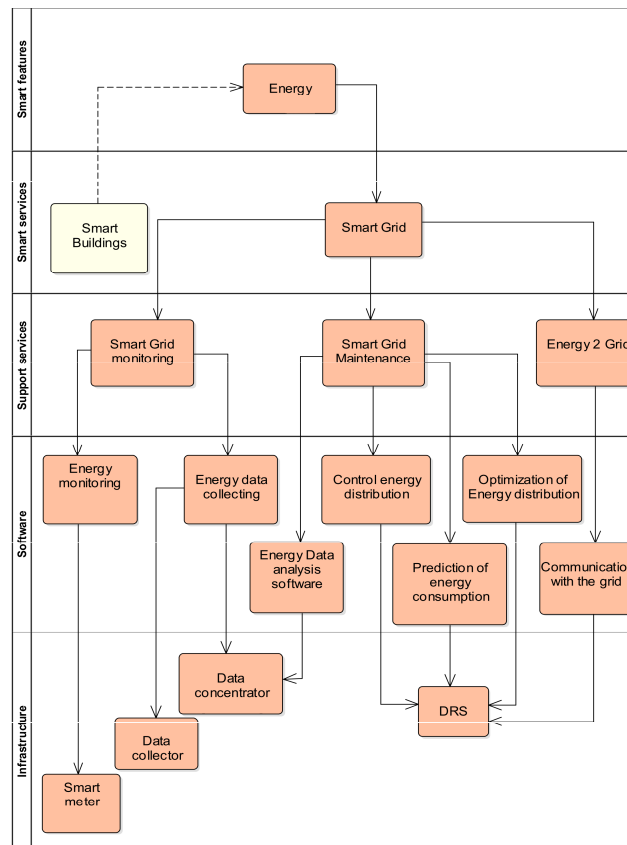 Smart features
Energy
Smart services
Smart
Buildings
Smart Grid
Support services
Smart Grid
monitoring
Smart Grid
Maintenance
Energy 2 Grid
Software
Energy
monitoring
Energy data
collecting
Control energy
distribution
Optimization of
Energy distribution
Energy Data
analysis
software
Prediction of
energy
consumption
Communication
with the grid
Infrastructure
Data
concentrator
DRS
Data
collector
Smart
meter